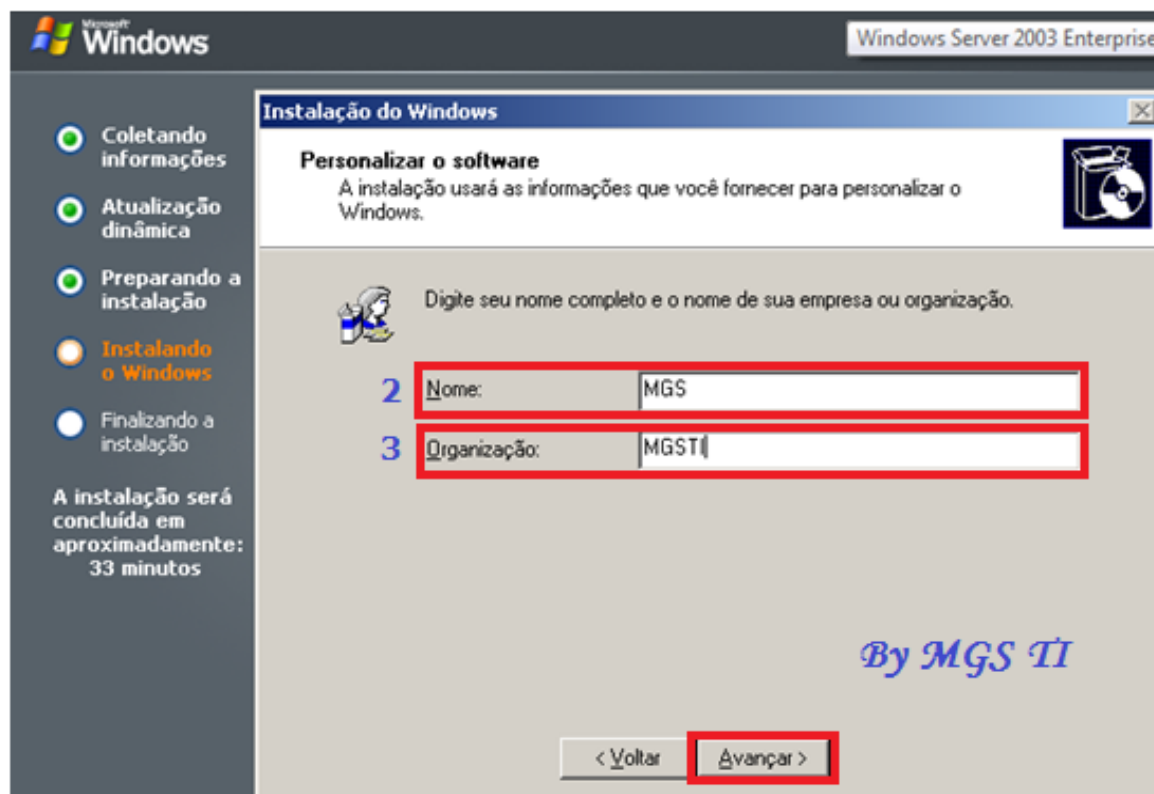 Microsoft
Windows
Windows Server 2003 Enterprise
Coletando
informações
Atualização
dinâmica
Preparando a
instalação
Instalando
o Windows
Finalizando a
instalação
A instalação será
concluída em
aproximadamente:
33 minutos
Instalação do Windows
Personalizar o software
A instalação usará as informações que você fornecer para personalizar o
Windows.
Digite seu nome completo e o nome de sua empresa ou organização.
2 Nome: MGS
3 Organização: MGSTI
By MGS TI
< Voltar Avançar >